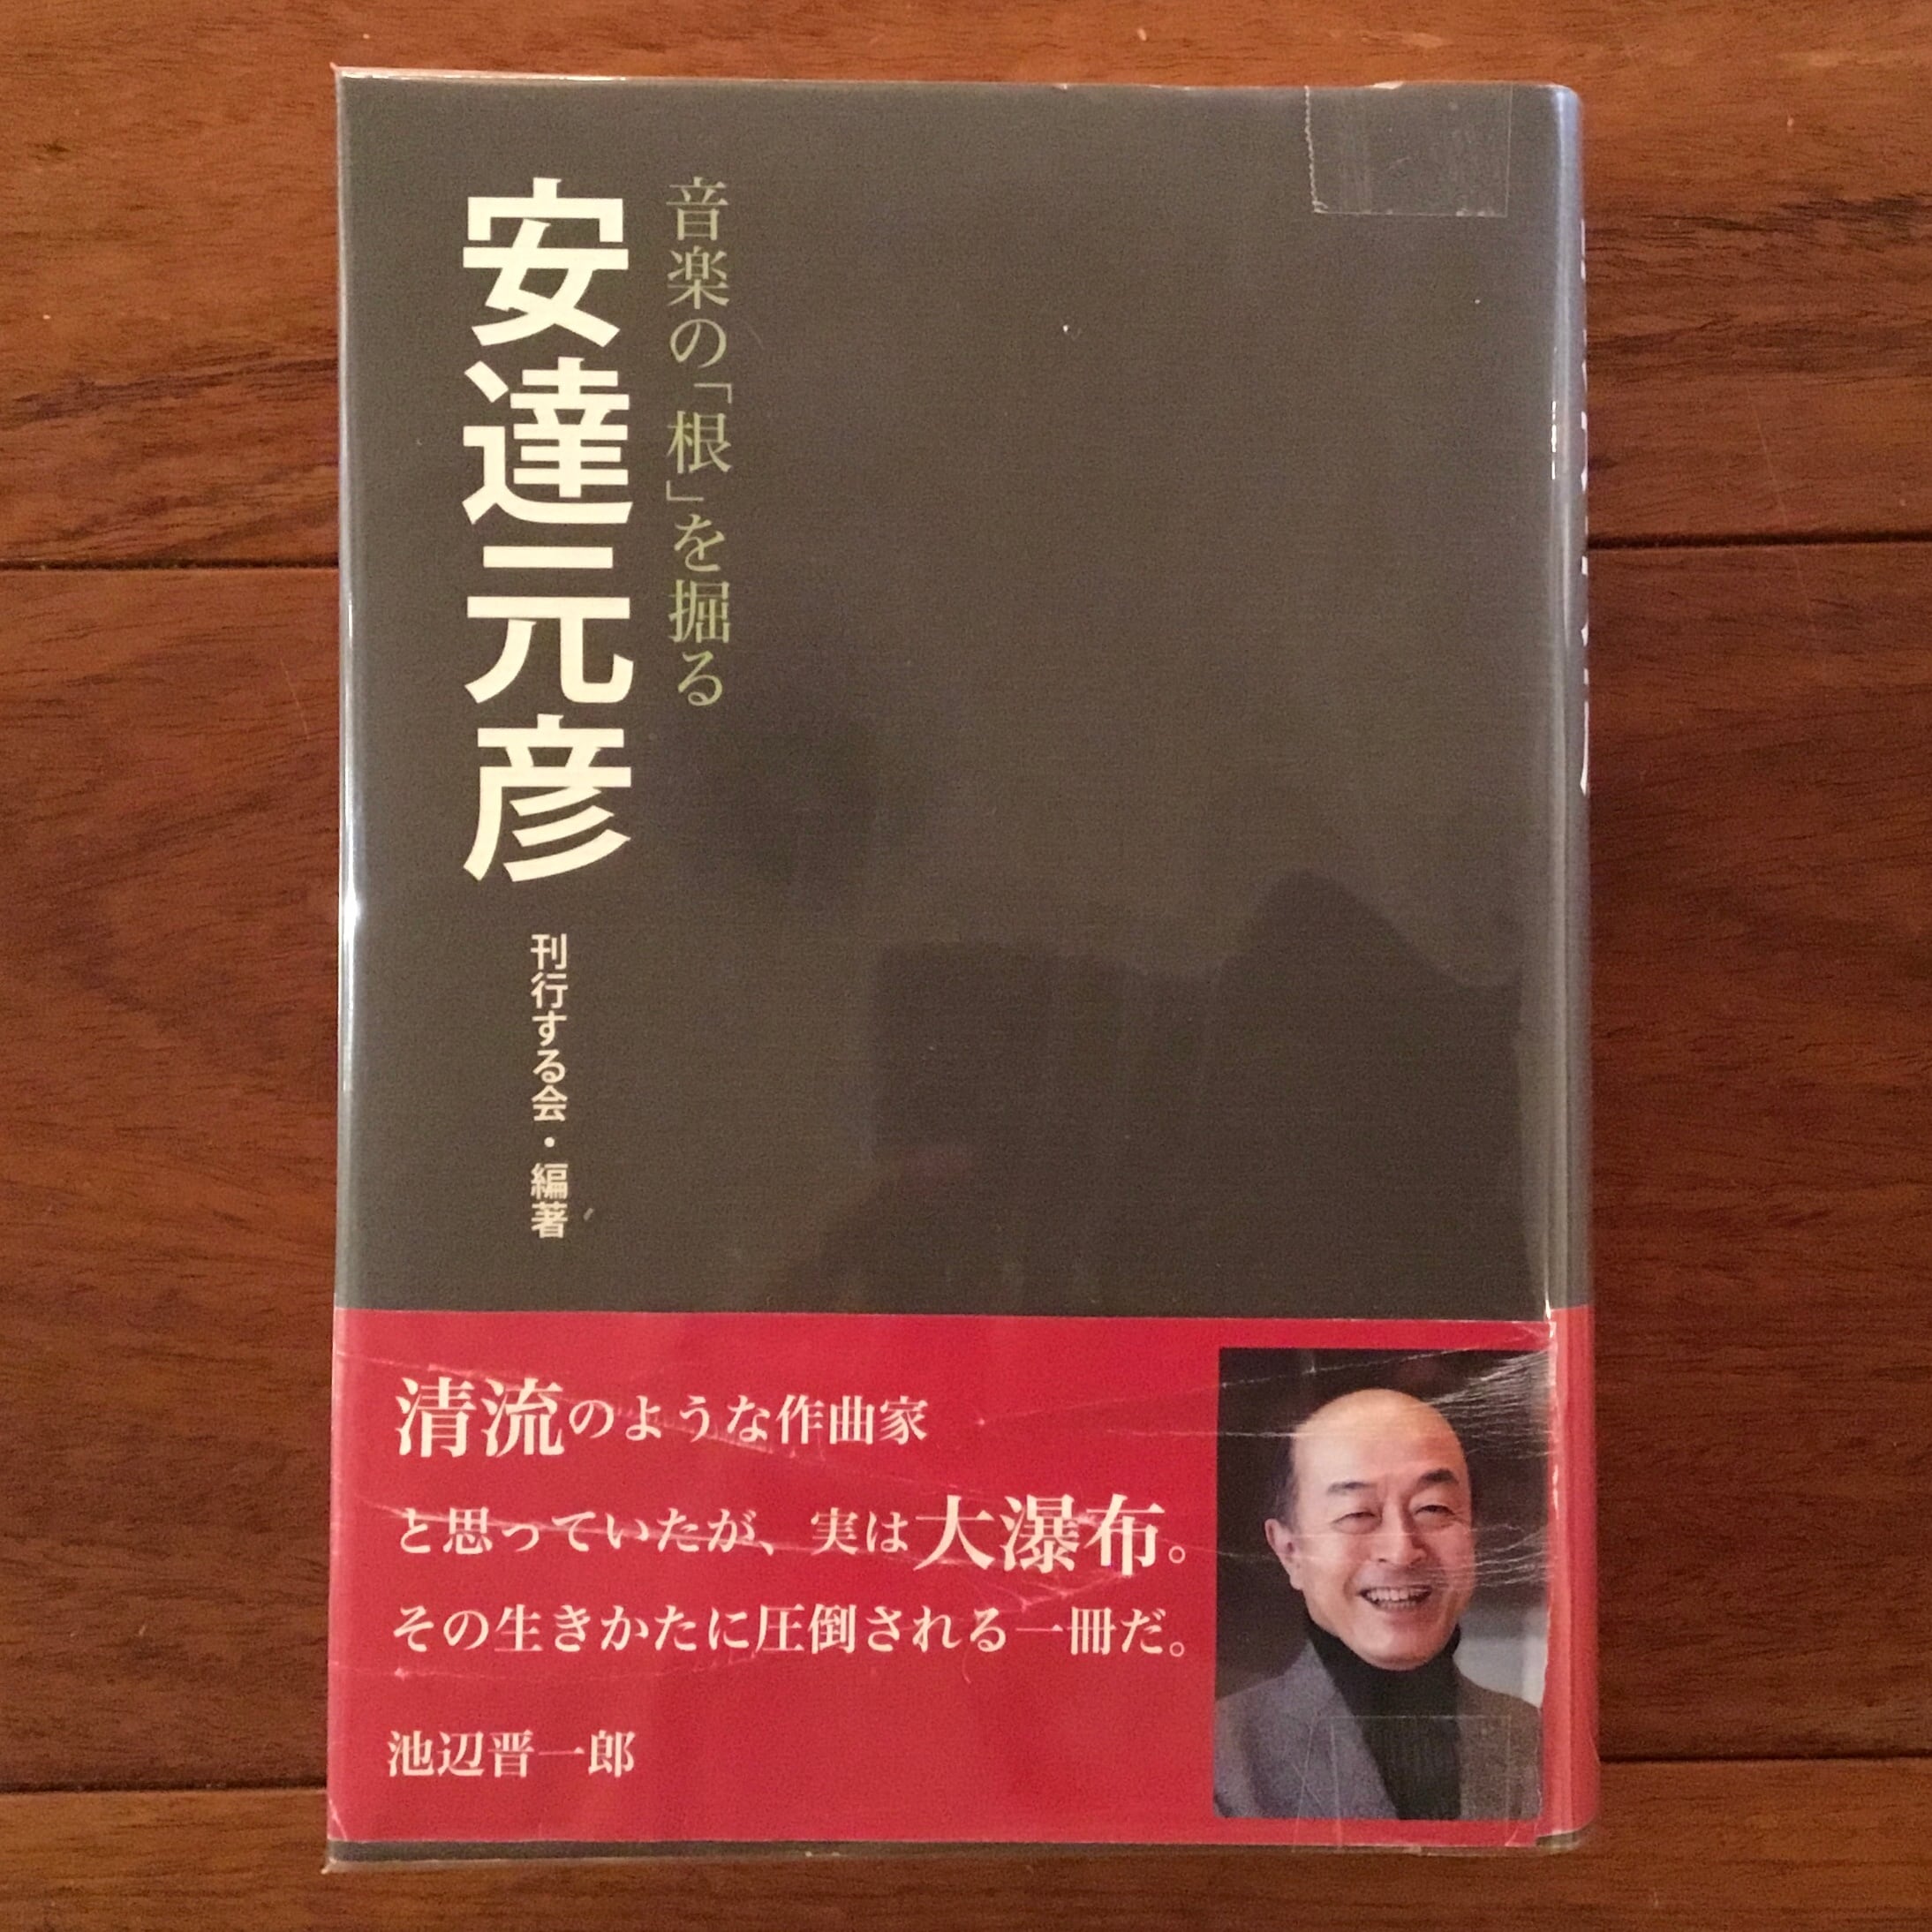 音楽の「根」を掘る
安達元彦
刊行する会・編著
清流のような作曲家
と思っていたが、実は大瀑布。
その生きかたに圧倒される一冊だ。
池辺晋一郎